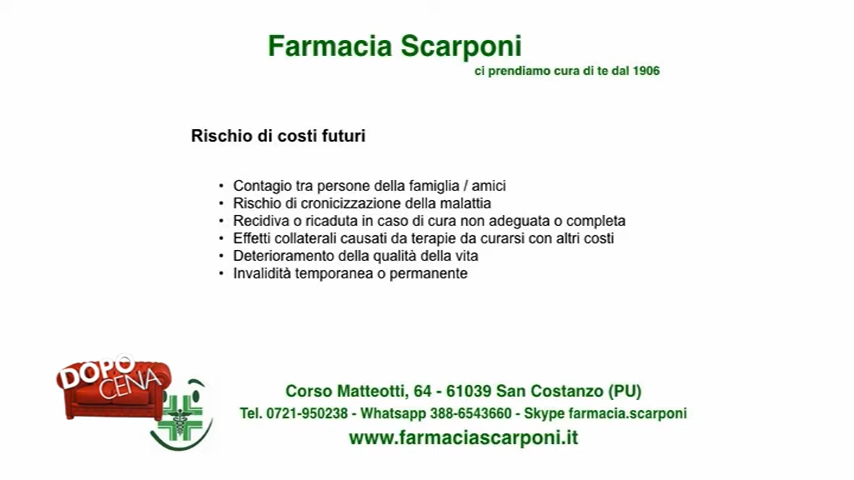 Farmacia Scarponi
ci prendiamo cura di te dal 1906
Rischio di costi futuri
• Contagio tra persone della famiglia / amici
• Rischio di cronicizzazione della malattia
• Recidiva o ricaduta in caso di cura non adeguata o completa
• Effetti collaterali causati da terapie da curarsi con altri costi
• Deterioramento della qualità della vita
• Invalidità temporanea o permanente
DOPO
CENA
Corso Matteotti, 64 - 61039 San Costanzo (PU)
Tel. 0721-950238 - Whatsapp 388-6543660 - Skype farmacia.scarponi
www.farmaciascarponi.it